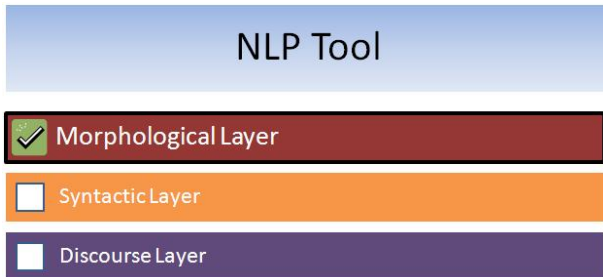 NLP Tool
Morphological Layer
Syntactic Layer
Discourse Layer